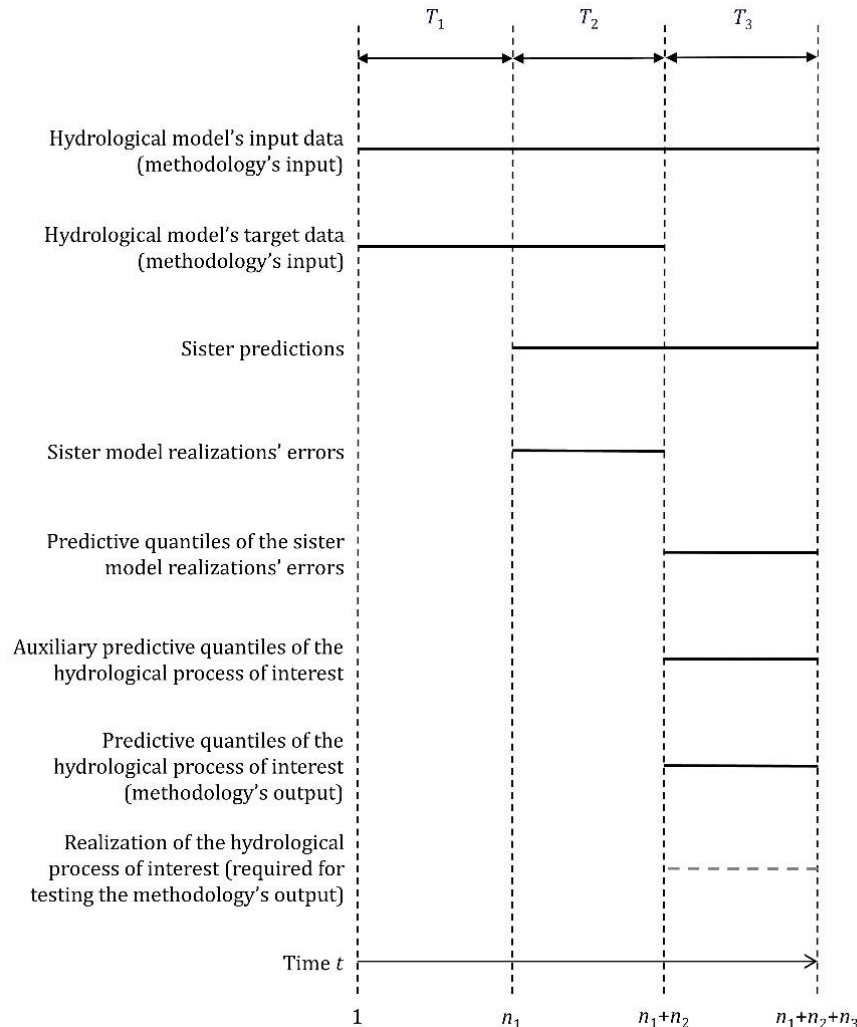 T₁ T₂ T₃
Hydrological model’s input data
(methodology’s input)
Hydrological model’s target data
(methodology’s input)
Sister predictions
Sister model realizations’ errors
Predictive quantiles of the sister
model realizations’ errors
Auxiliary predictive quantiles of the
hydrological process of interest
Predictive quantiles of the
hydrological process of interest
(methodology’s output)
Realization of the hydrological
process of interest (required for
testing the methodology’s output)
Time t
1 n₁ n₁+n₂ n₁+n₂+n₃